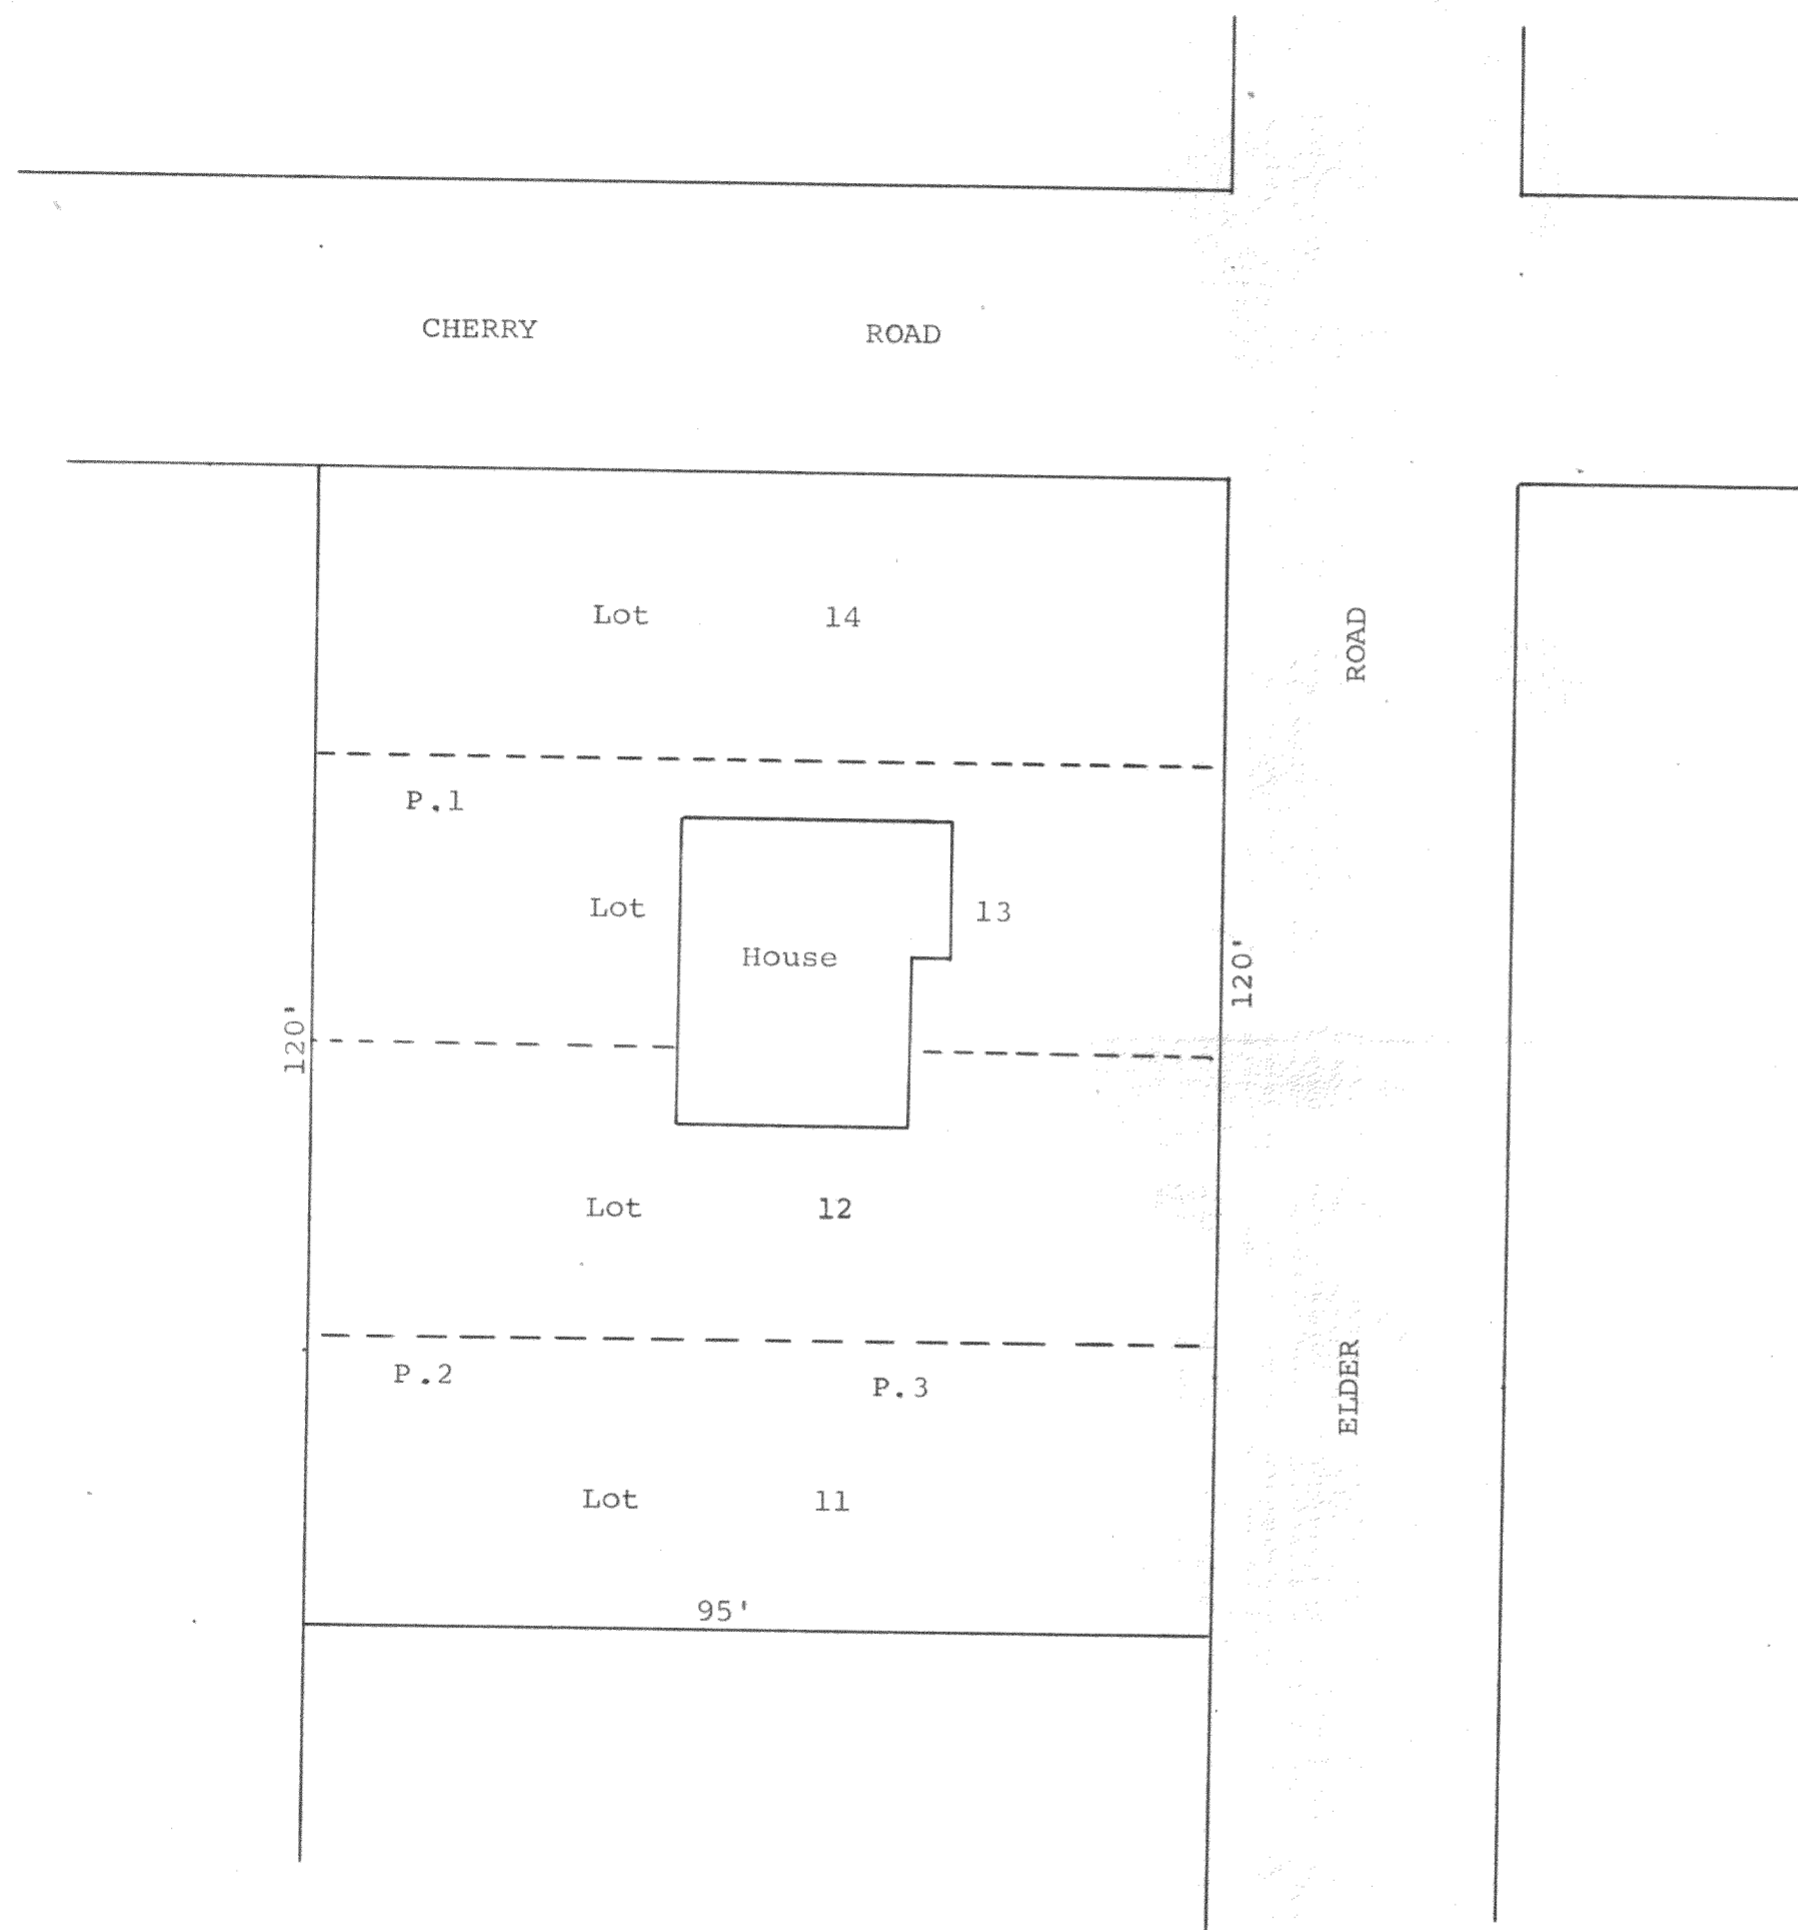 CHERRY ROAD
Lot 14
ROAD
P.1
Lot 13
House
120'
120'
Lot 12
ELDER
P.2 P.3
Lot 11
95'